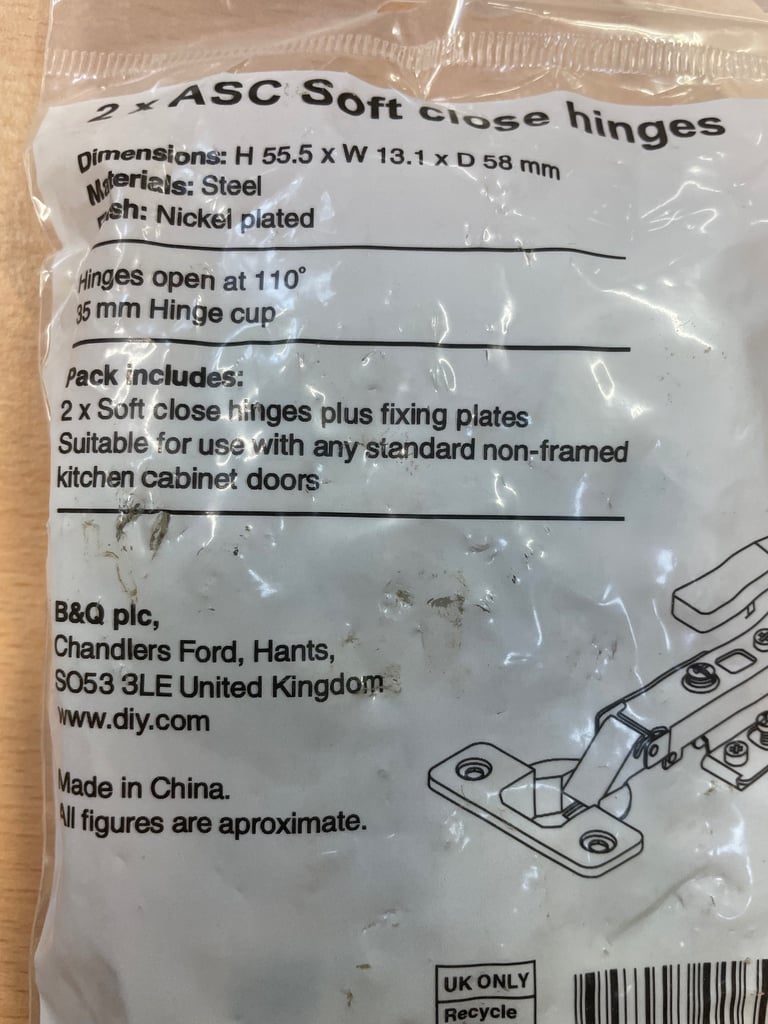 2 x ASC Soft close hinges
Dimensions: H 55.5 x W 13.1 x D 58 mm
Materials: Steel
sh: Nickel plated
Hinges open at 110°
35 mm Hinge cup
Pack includes:
2 x Soft close hinges plus fixing plates
Suitable for use with any standard non-framed
kitchen cabinet doors
B&Q plc,
Chandlers Ford, Hants,
SO53 3LE United Kingdom
www.diy.com
Made in China.
All figures are aproximate.
UK ONLY
Recycle